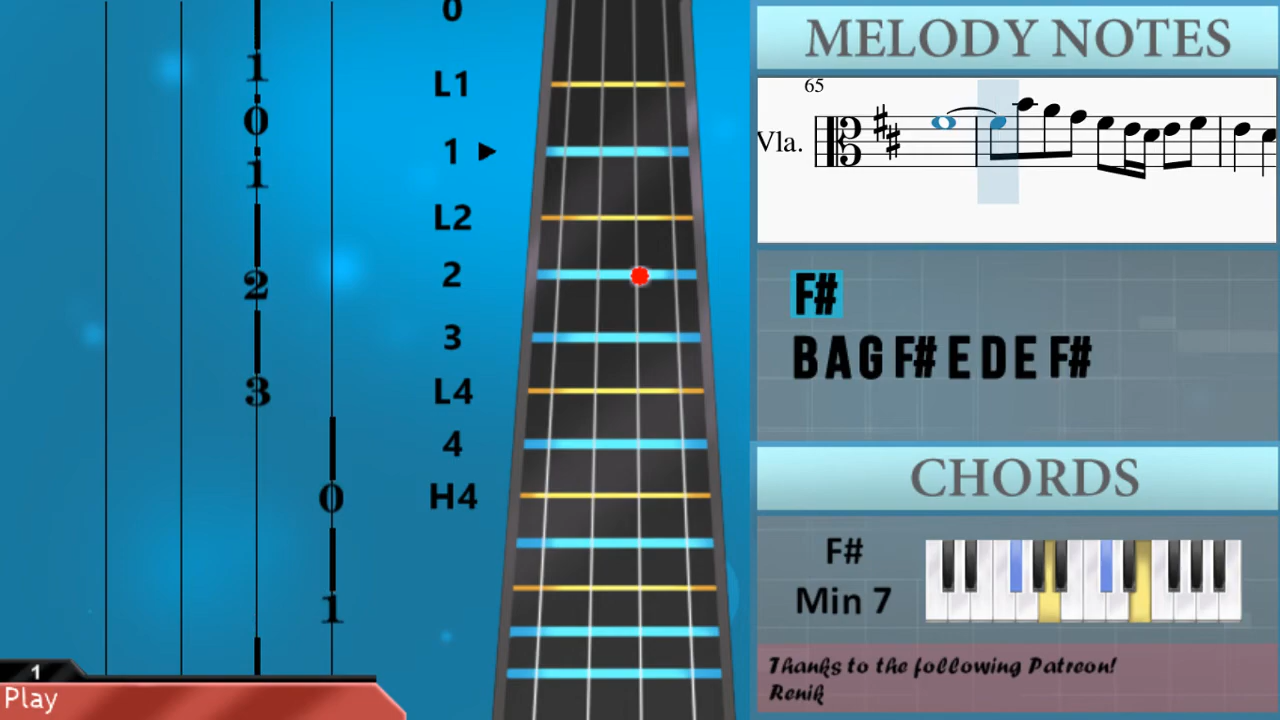 0
1
0
1
2
3
0
1
L1
1
L2
2
3
L4
4
H4
1
Play
MELODY NOTES
65
Vla.
F#
B A G F# E D E F#
CHORDS
F#
Min 7
Thanks to the following Patreon!
Renik